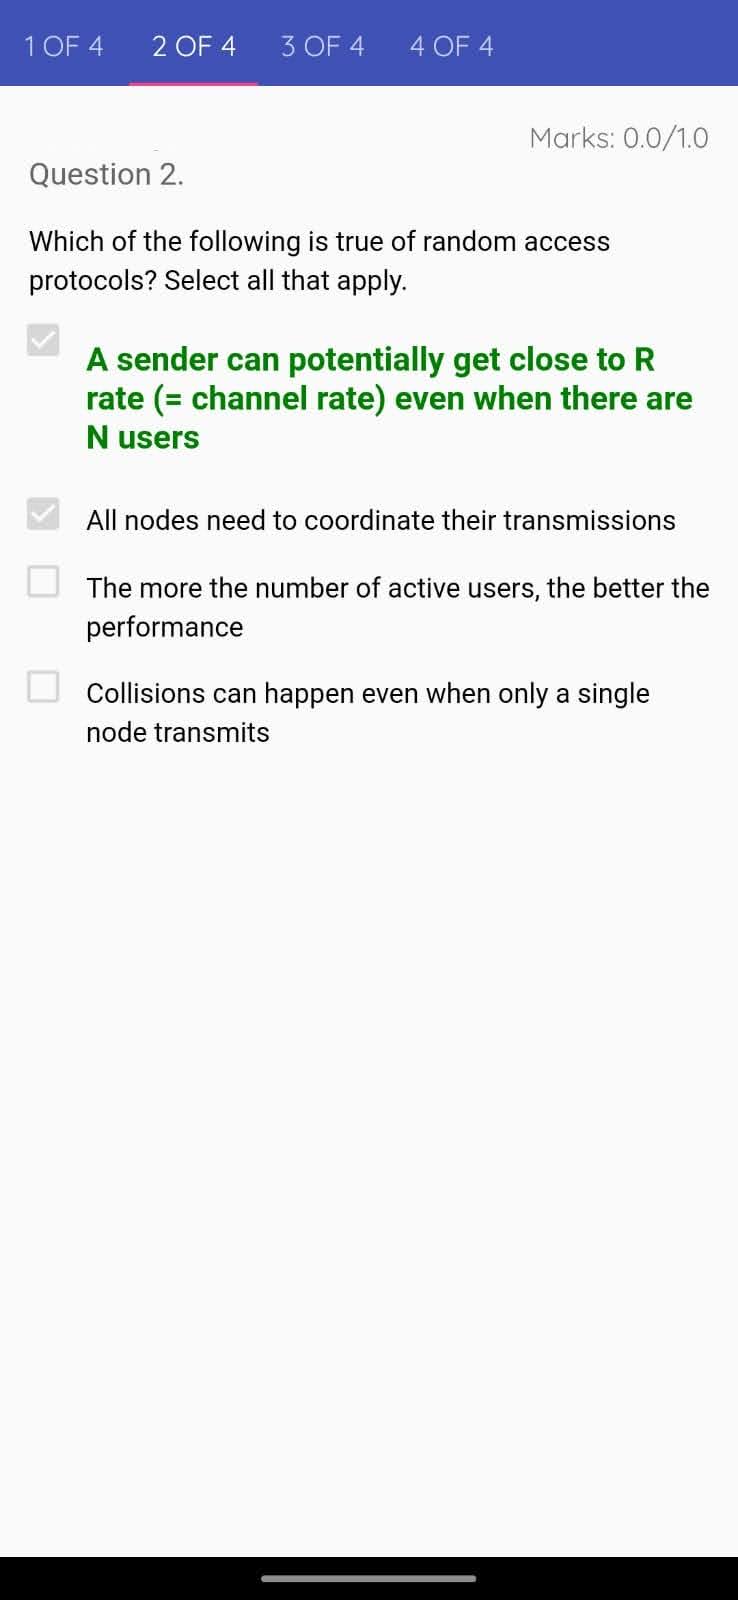 1 OF 4 2 OF 4 3 OF 4 4 OF 4
Marks: 0.0/1.0
Question 2.
Which of the following is true of random access
protocols? Select all that apply.
A sender can potentially get close to R
rate (= channel rate) even when there are
N users
All nodes need to coordinate their transmissions
The more the number of active users, the better the
performance
Collisions can happen even when only a single
node transmits